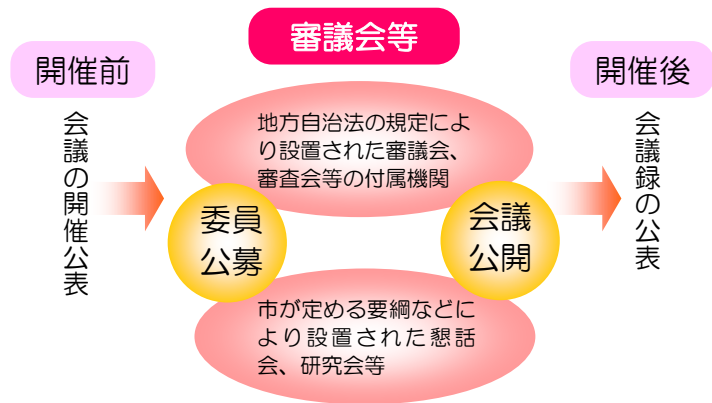 審議会等
開催前
会議の開催公表
地方自治法の規定によ
り設置された審議会、
審査会等の付属機関
委員
公募
会議
公開
市が定める要綱などに
より設置された懇話
会、研究会等
開催後
会議録の公表